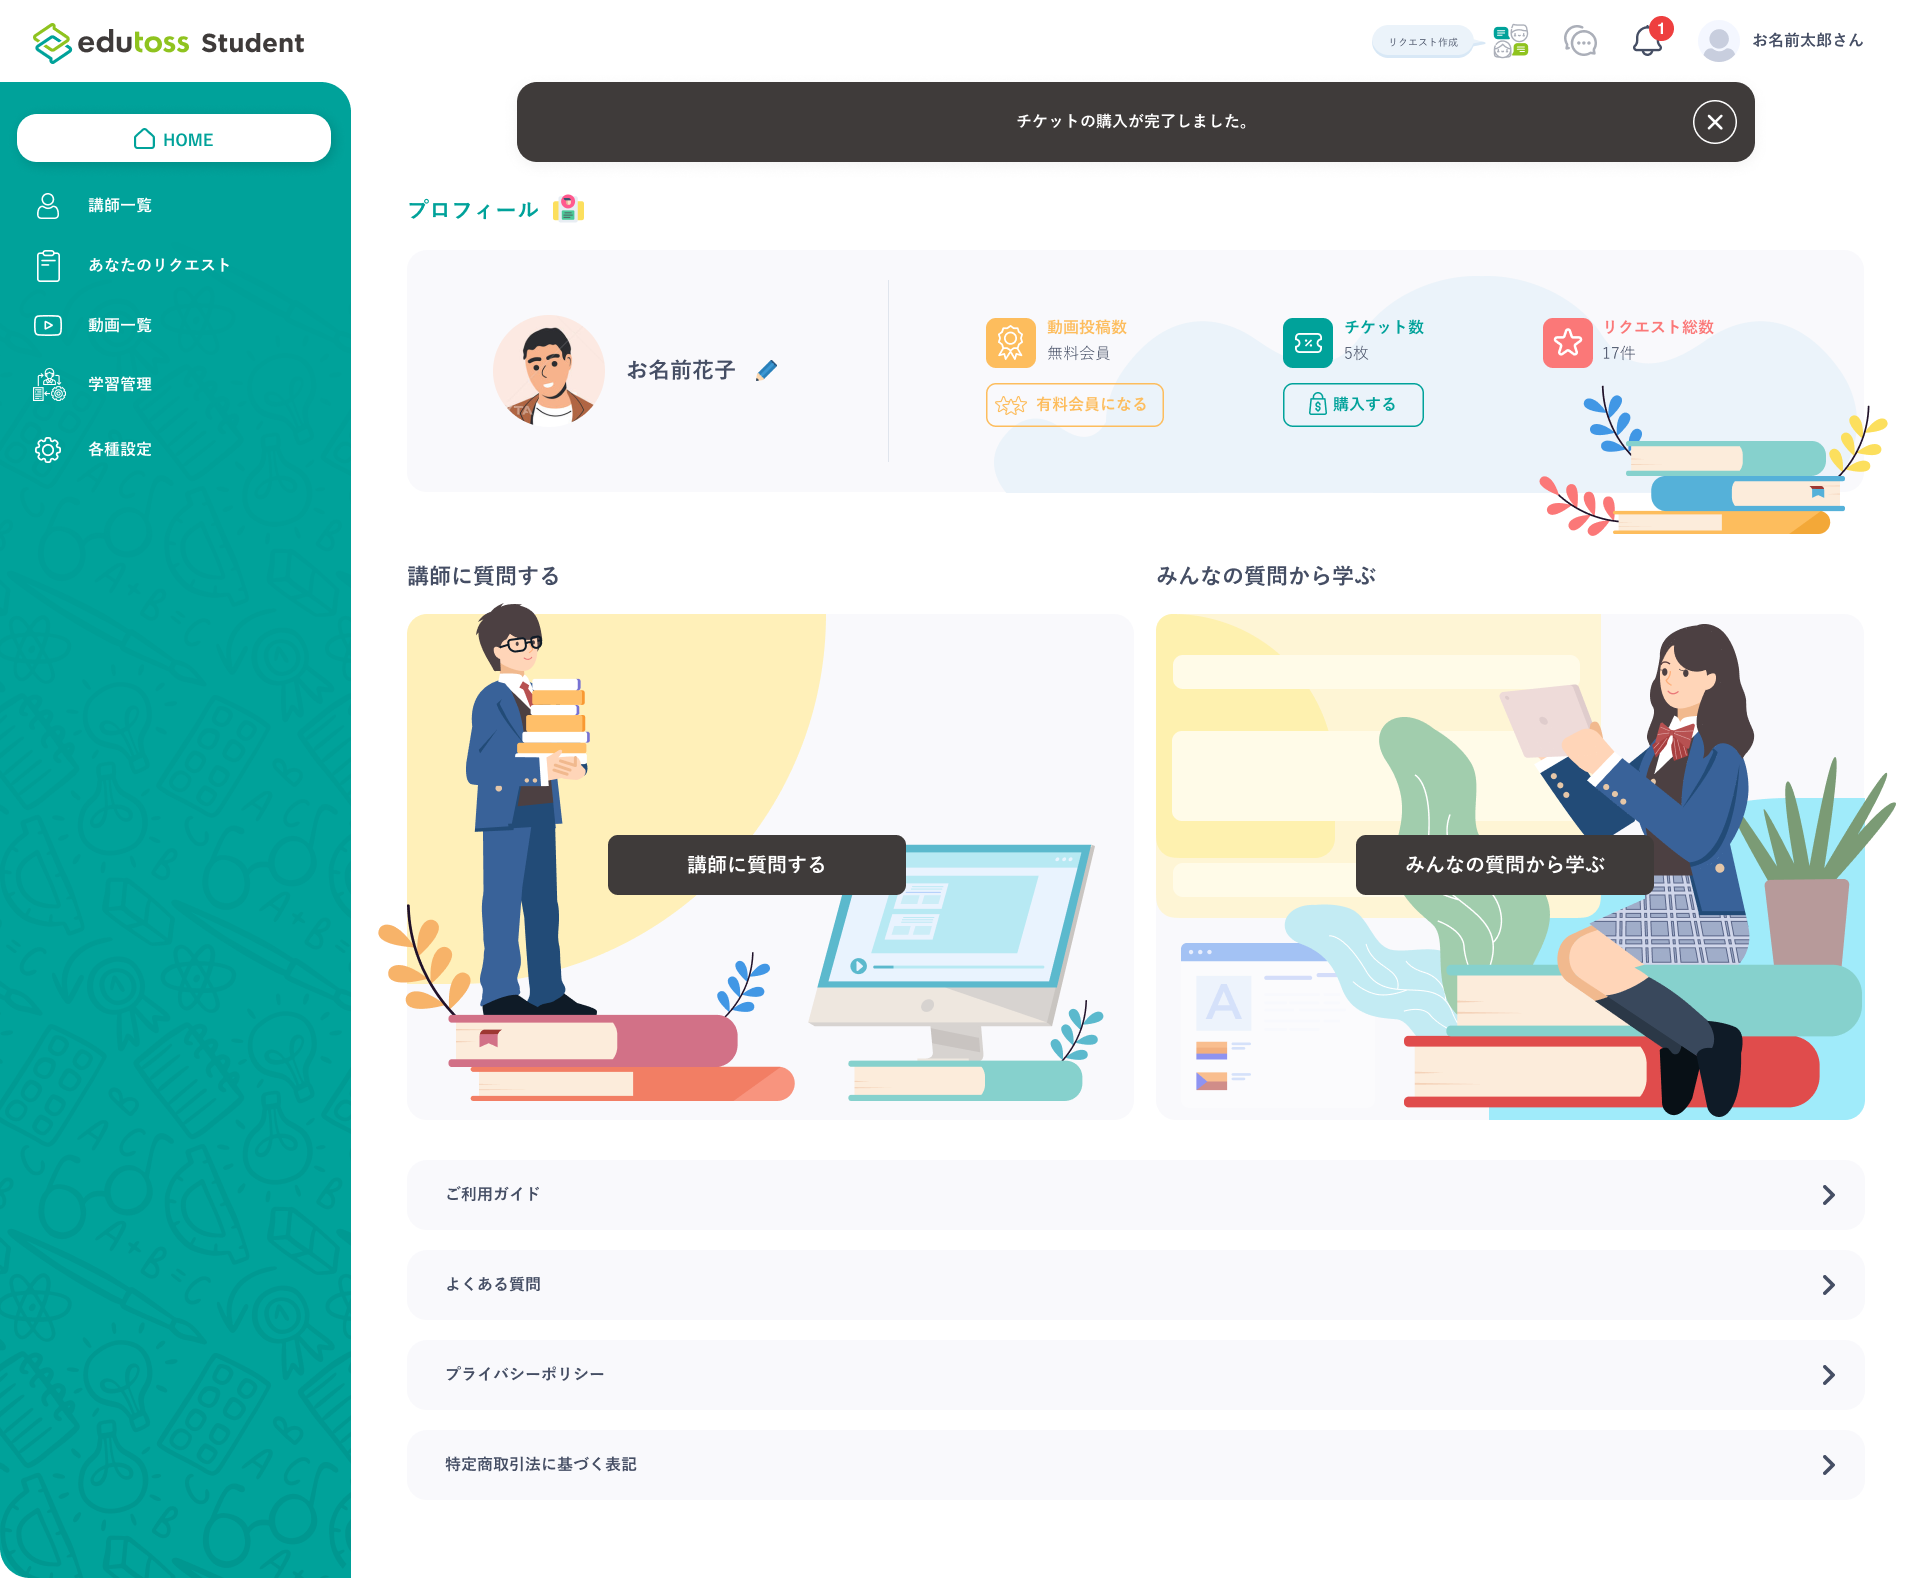 edutoss Student
リクエスト作成
1
お名前太郎さん
HOME
講師一覧
あなたのリクエスト
動画一覧
学習管理
各種設定
チケットの購入が完了しました。
プロフィール
お名前花子
動画投稿数
無料会員
有料会員になる
チケット数
5枚
購入する
リクエスト総数
17件
講師に質問する
みんなの質問から学ぶ
講師に質問する
みんなの質問から学ぶ
A
ご利用ガイド
よくある質問
プライバシーポリシー
特定商取引法に基づく表記